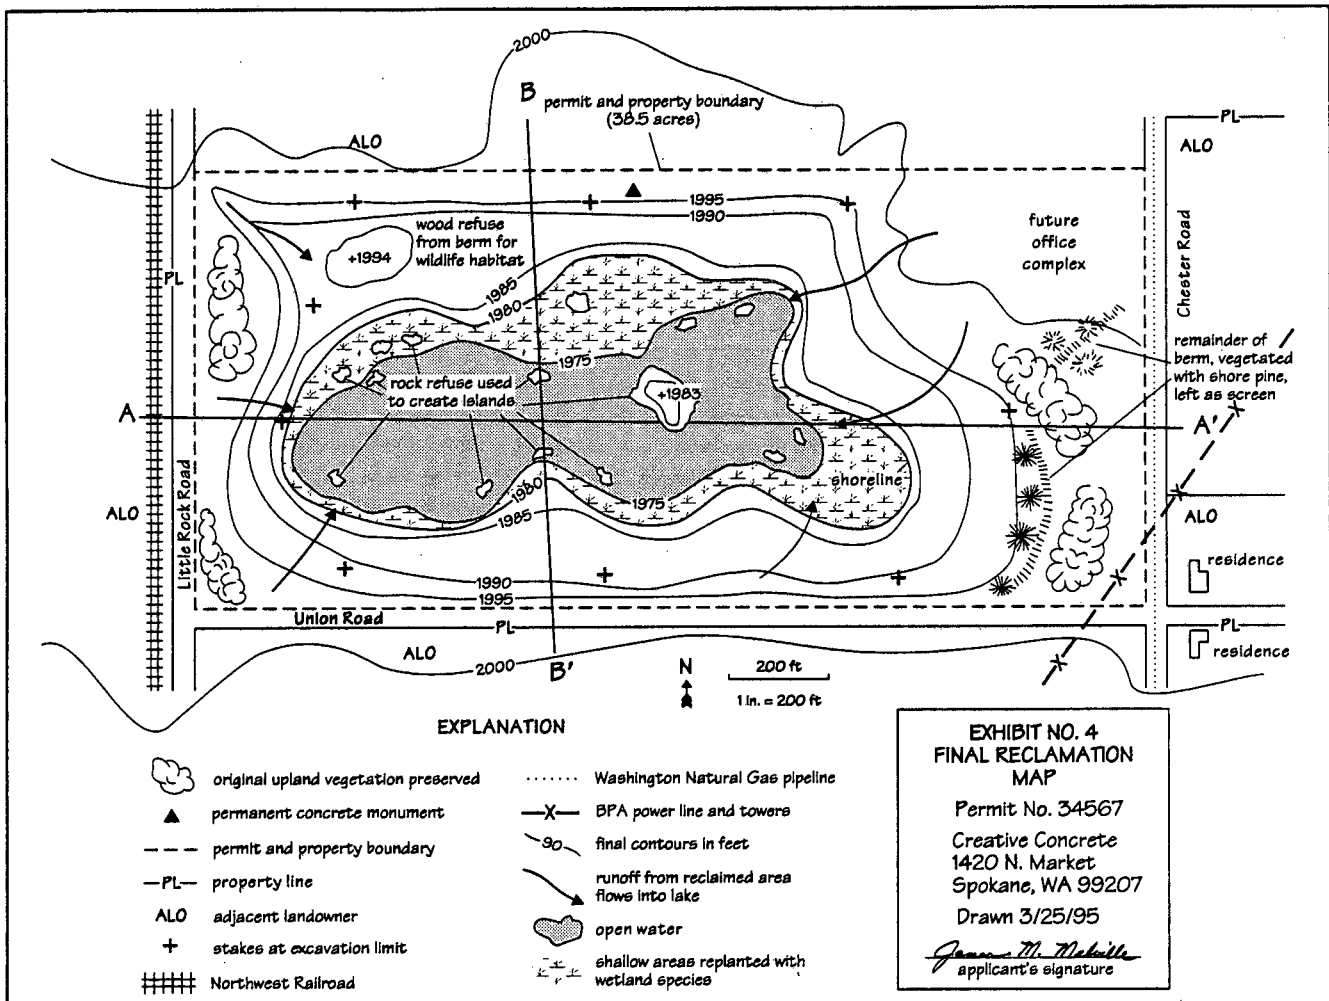 2000
B
permit and property boundary
(38.5 acres)
ALO
PL
ALO
1995
1990
wood refuse
from berm for
wildlife habitat
+1994
future
office
complex
Chester Road
PL
1985
1980
1975
remainder of
berm, vegetated
with shore pine,
left as screen
rock refuse used
to create islands
+1983
A
A'
shoreline
1980
1975
1985
ALO
Little Rock Road
ALO
residence
1990
1995
Union Road
PL
PL
ALO
2000
B'
residence
N
200 ft
1 in. = 200 ft
EXPLANATION
original upland vegetation preserved
permanent concrete monument
permit and property boundary
PL
property line
ALO
adjacent landowner
stakes at excavation limit
Northwest Railroad
Washington Natural Gas pipeline
X
BPA power line and towers
90
final contours in feet
runoff from reclaimed area
flows into lake
open water
shallow areas replanted with
wetland species
EXHIBIT NO. 4
FINAL RECLAMATION
MAP
Permit No. 34567
Creative Concrete
1420 N. Market
Spokane, WA 99207
Drawn 3/25/95
applicant's signature